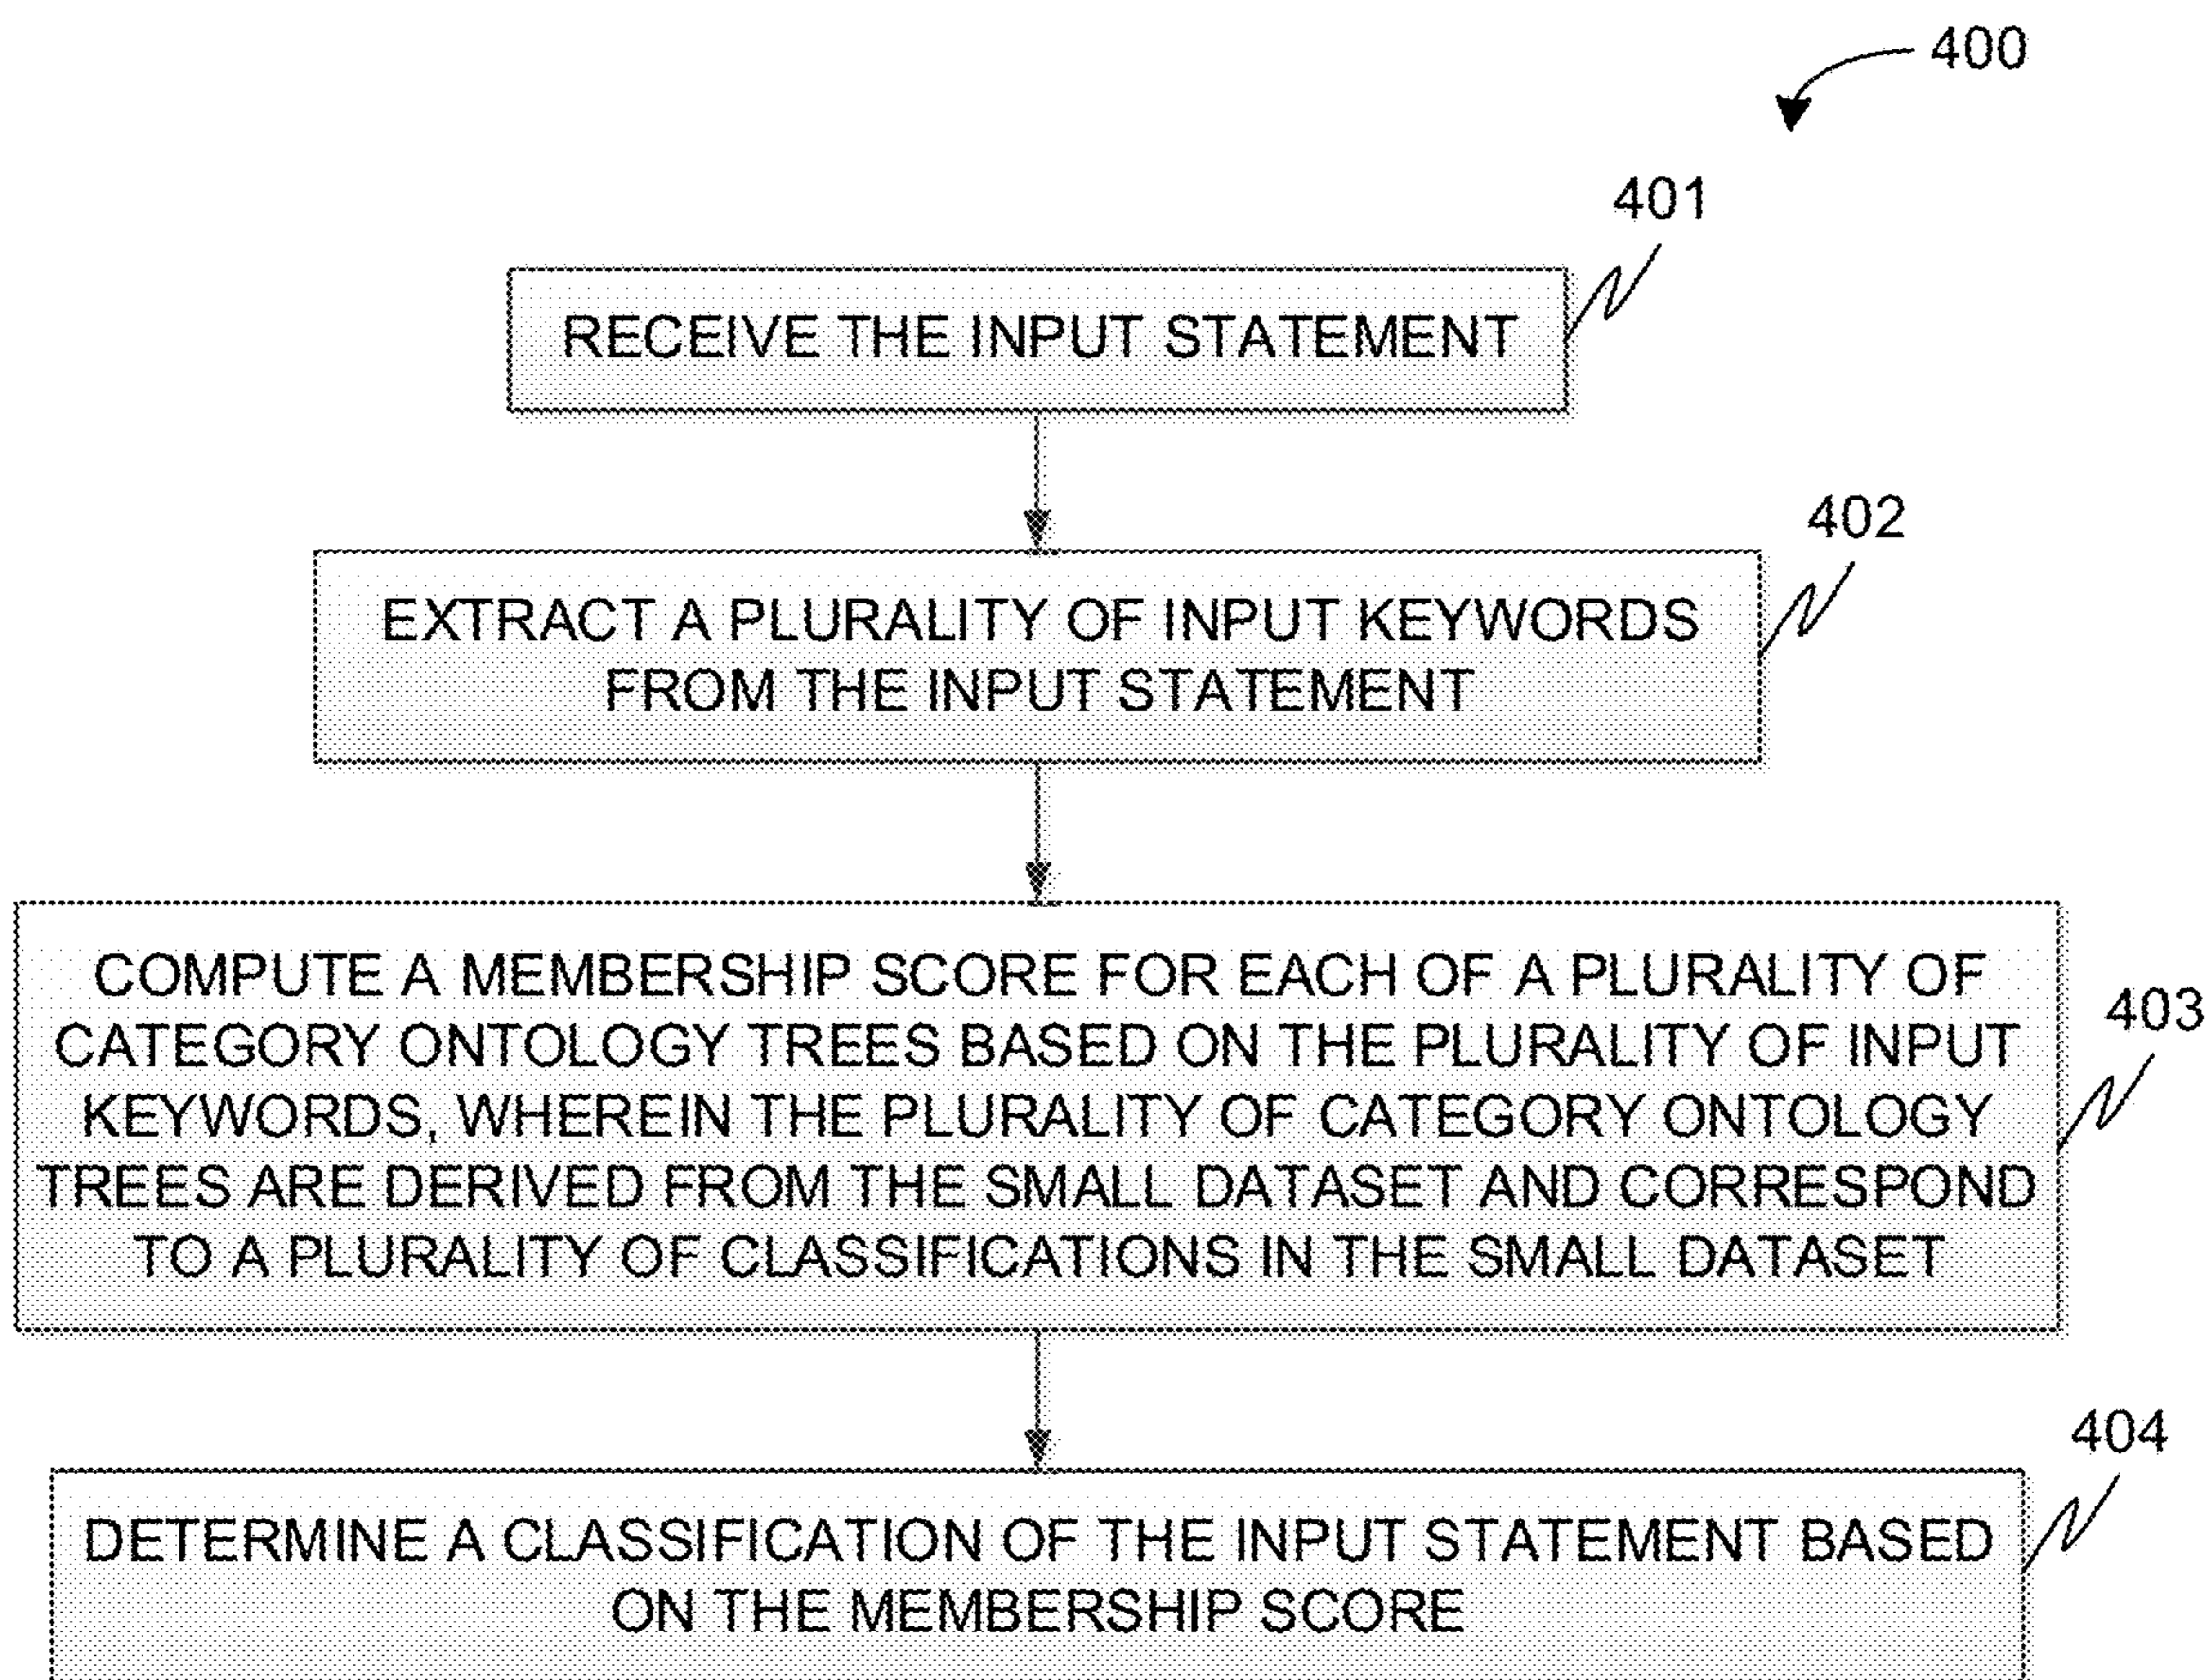 400
401
RECEIVE THE INPUT STATEMENT
402
EXTRACT A PLURALITY OF INPUT KEYWORDS
FROM THE INPUT STATEMENT
403
COMPUTE A MEMBERSHIP SCORE FOR EACH OF A PLURALITY OF
CATEGORY ONTOLOGY TREES BASED ON THE PLURALITY OF INPUT
KEYWORDS, WHEREIN THE PLURALITY OF CATEGORY ONTOLOGY
TREES ARE DERIVED FROM THE SMALL DATASET AND CORRESPOND
TO A PLURALITY OF CLASSIFICATIONS IN THE SMALL DATASET
404
DETERMINE A CLASSIFICATION OF THE INPUT STATEMENT BASED
ON THE MEMBERSHIP SCORE